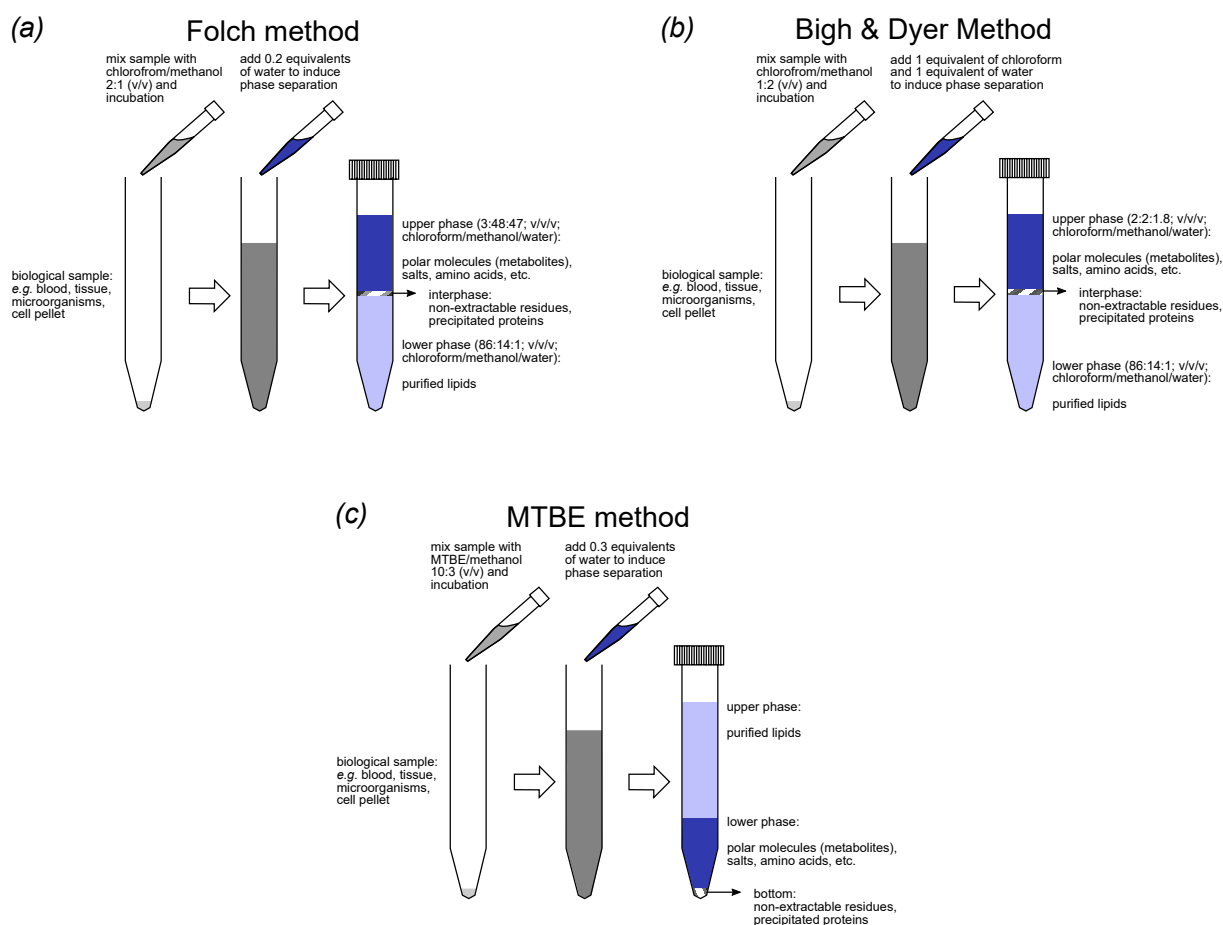 (a)
Folch method
mix sample with
chlorofrom/methanol
2:1 (v/v) and
incubation
add 0.2 equivalents
of water to induce
phase separation
biological sample:
e.g. blood, tissue,
microorganisms,
cell pellet
upper phase (3:48:47; v/v/v;
chloroform/methanol/water):
polar molecules (metabolites),
salts, amino acids, etc.
interphase:
non-extractable residues,
precipitated proteins
lower phase (86:14:1; v/v/v;
chloroform/methanol/water):
purified lipids
(b)
Bigh & Dyer Method
mix sample with
chlorofrom/methanol
1:2 (v/v) and
incubation
add 1 equivalent of chloroform
and 1 equivalent of water
to induce phase separation
biological sample:
e.g. blood, tissue,
microorganisms,
cell pellet
upper phase (2:2:1.8; v/v/v;
chloroform/methanol/water):
polar molecules (metabolites),
salts, amino acids, etc.
interphase:
non-extractable residues,
precipitated proteins
lower phase (86:14:1; v/v/v;
chloroform/methanol/water):
purified lipids
(c)
MTBE method
mix sample with
MTBE/methanol
10:3 (v/v) and
incubation
add 0.3 equivalents
of water to induce
phase separation
biological sample:
e.g. blood, tissue,
microorganisms,
cell pellet
upper phase:
purified lipids
lower phase:
polar molecules (metabolites),
salts, amino acids, etc.
bottom:
non-extractable residues,
precipitated proteins